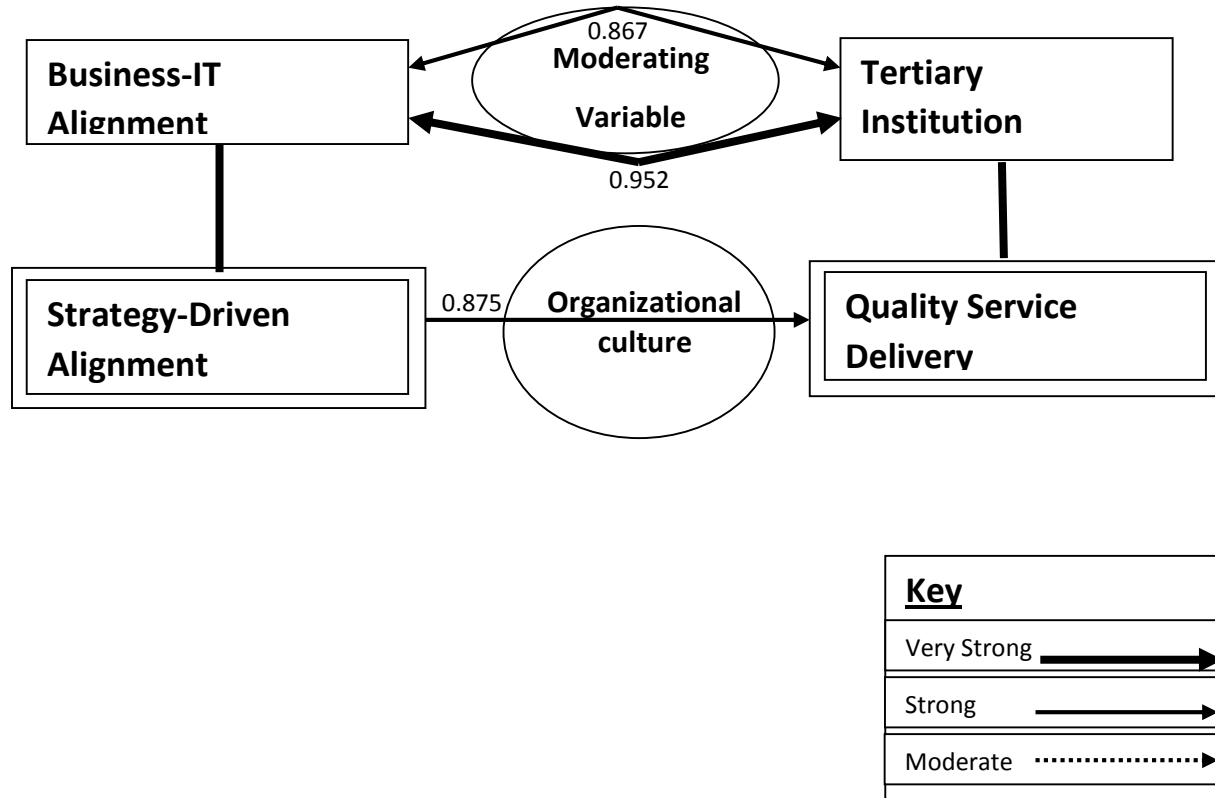 0.867
Business-IT
Alignment
Moderating
Variable
Tertiary
Institution
0.952
Strategy-Driven
Alignment
0.875
Organizational
culture
Quality Service
Delivery
Key
Very Strong
Strong
Moderate